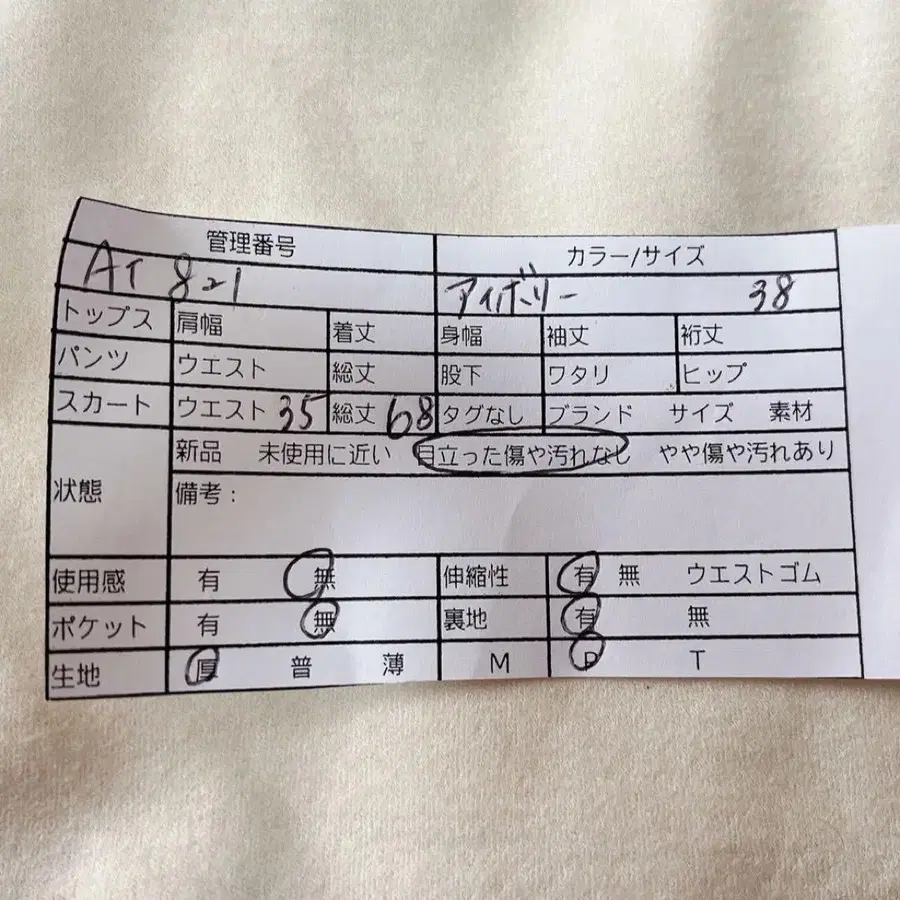 管理番号 カラー/サイズ
AT 821 アイボリー 38
トップス 肩幅 着丈 身幅 袖丈 裄丈
パンツ ウエスト 総丈 股下 ワタリ ヒップ
スカート ウエスト 35 総丈 68 タグなし ブランド サイズ 素材
新品 未使用に近い 目立った傷や汚れなし やや傷や汚れあり
状態 備考：
使用感 有 無 伸縮性 有 無 ウエストゴム
ポケット 有 無 裏地 有 無
生地 厚 普 薄 M P T